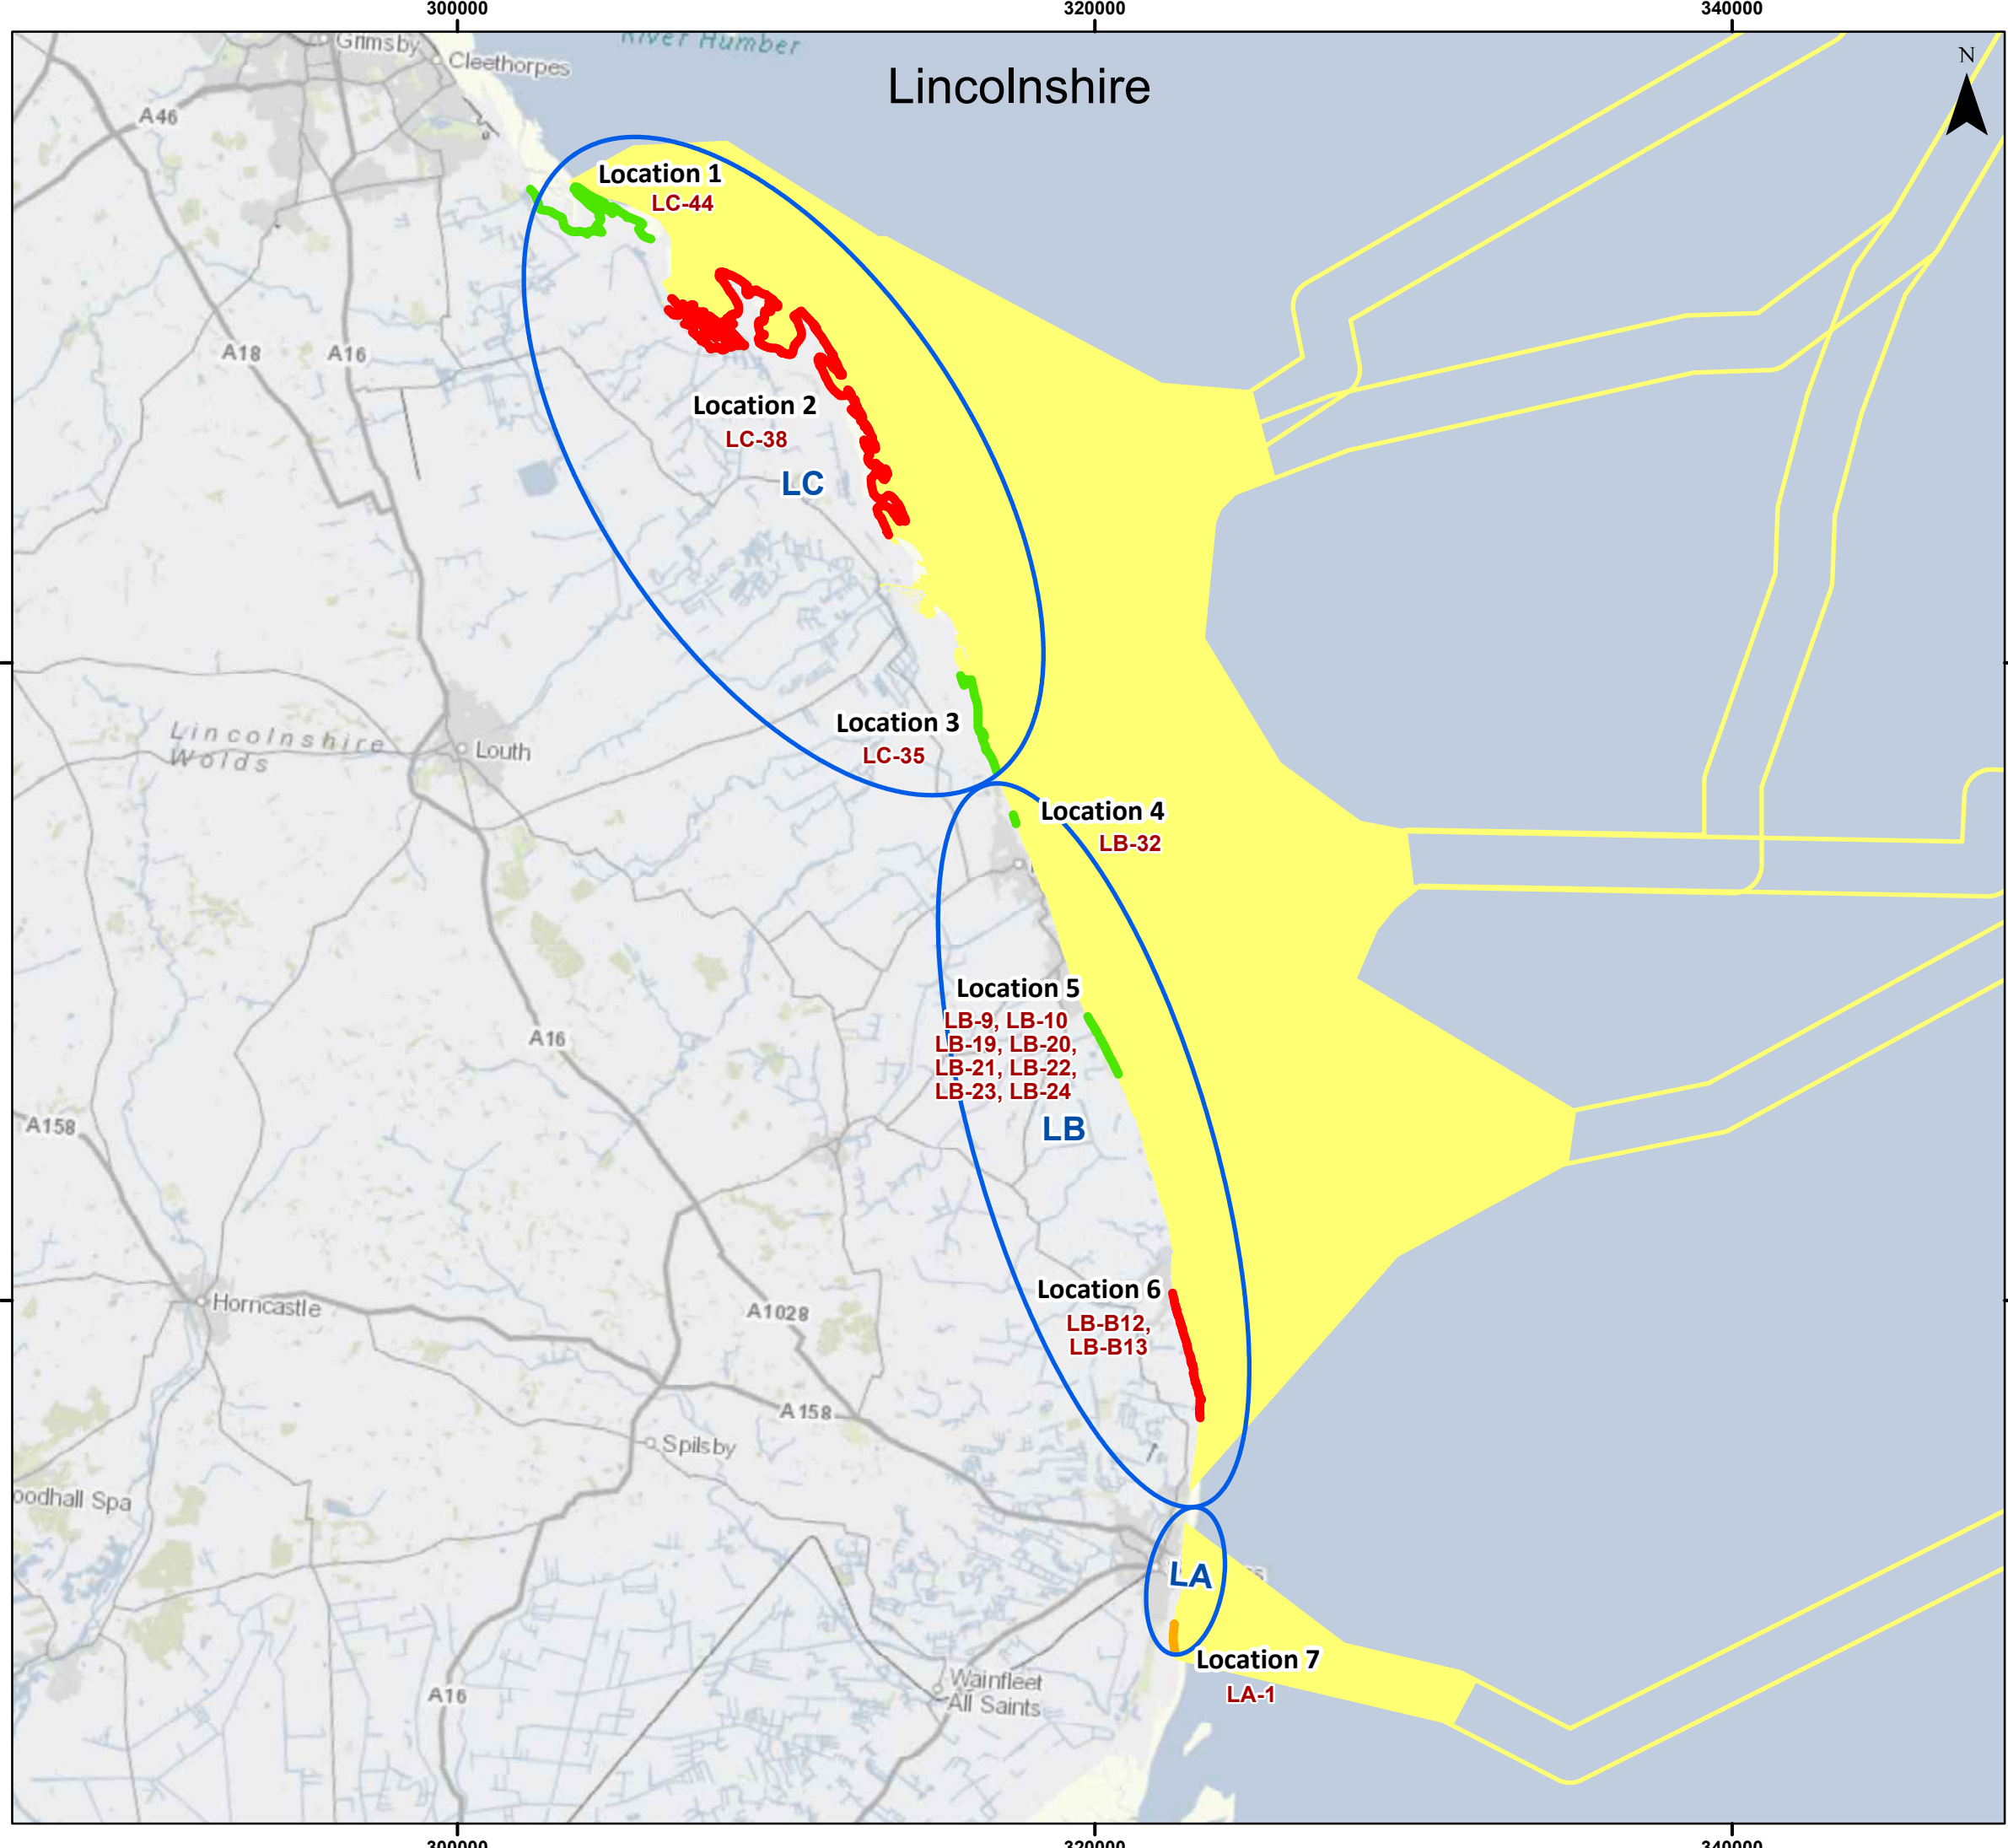 300000
320000
340000
Grimsby
Cleethorpes
River Humber
Lincolnshire
N
A46
Location 1
LC-44
A18
A16
Location 2
LC-38
LC
Lincolnshire
Wolds
Louth
Location 3
LC-35
Location 4
LB-32
Location 5
LB-9, LB-10
LB-19, LB-20,
LB-21, LB-22,
LB-23, LB-24
A16
A158
LB
Location 6
LB-B12,
LB-B13
Horncastle
A1028
A158
Spilsby
oodhall Spa
LA
Location 7
LA-1
Wainfleet
All Saints
A16
300000
320000
340000